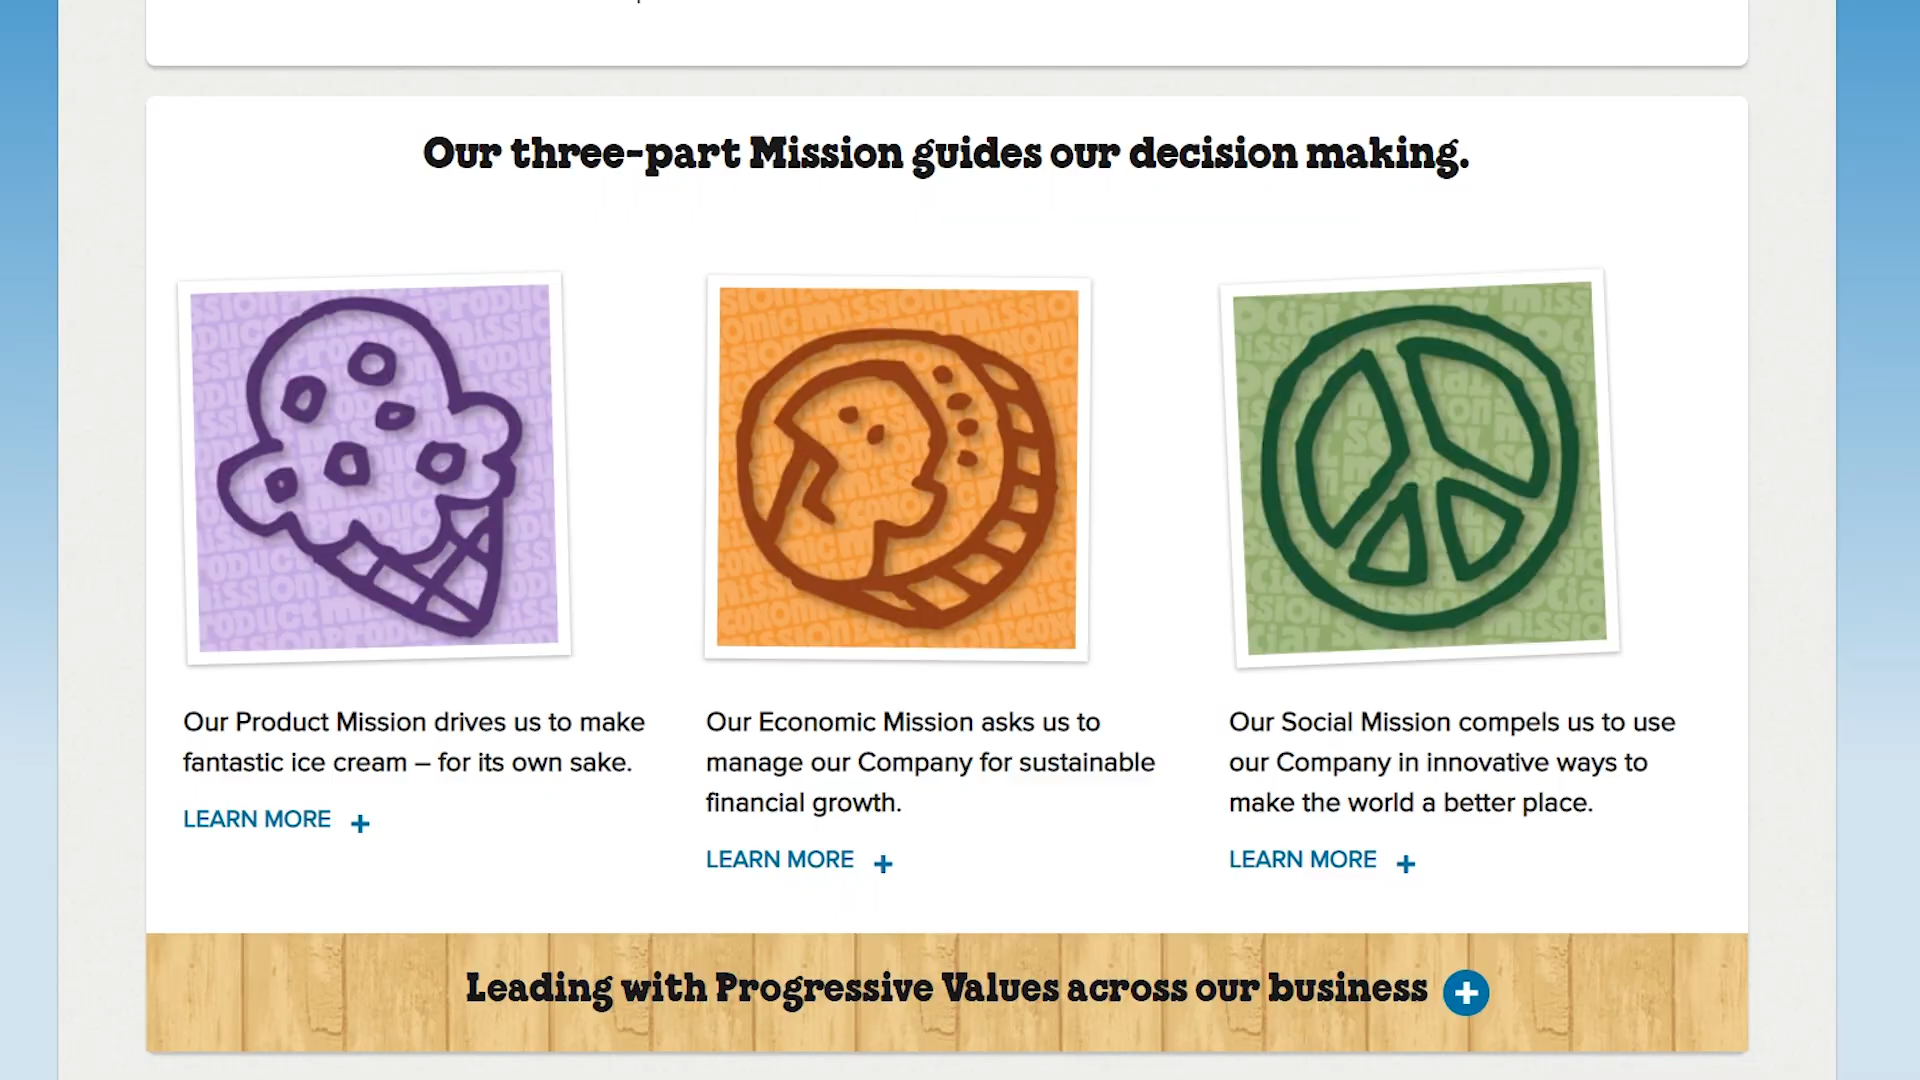 Our three-part Mission guides our decision making.
Our Product Mission drives us to make
fantastic ice cream – for its own sake.
LEARN MORE +
Our Economic Mission asks us to
manage our Company for sustainable
financial growth.
LEARN MORE +
Our Social Mission compels us to use
our Company in innovative ways to
make the world a better place.
LEARN MORE +
Leading with Progressive Values across our business +